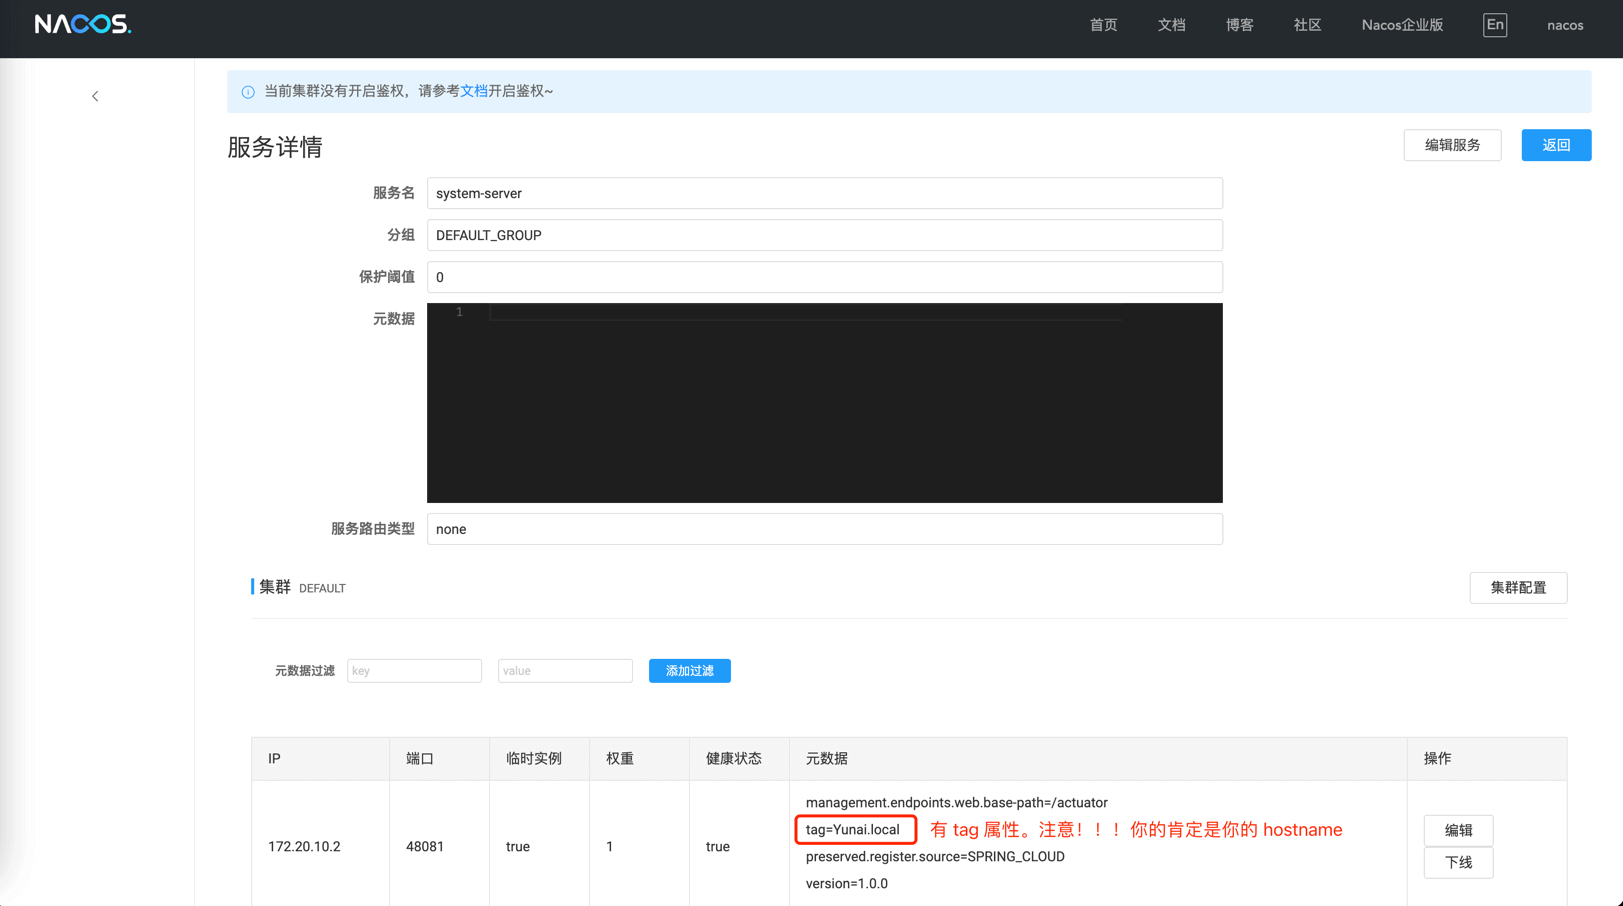 NACOS.
首页 文档 博客 社区 Nacos企业版 En nacos
当前集群没有开启鉴权，请参考文档开启鉴权~
服务详情 编辑服务 返回
服务名 system-server
分组 DEFAULT_GROUP
保护阈值 0
元数据 1
服务路由类型 none
集群 DEFAULT 集群配置
元数据过滤 key value 添加过滤
IP 端口 临时实例 权重 健康状态 元数据 操作
management.endpoints.web.base-path=/actuator
tag=Yunai.local 有 tag 属性。注意！！！你的肯定是你的 hostname 编辑
172.20.10.2 48081 true 1 true
preserved.register.source=SPRING_CLOUD 下线
version=1.0.0